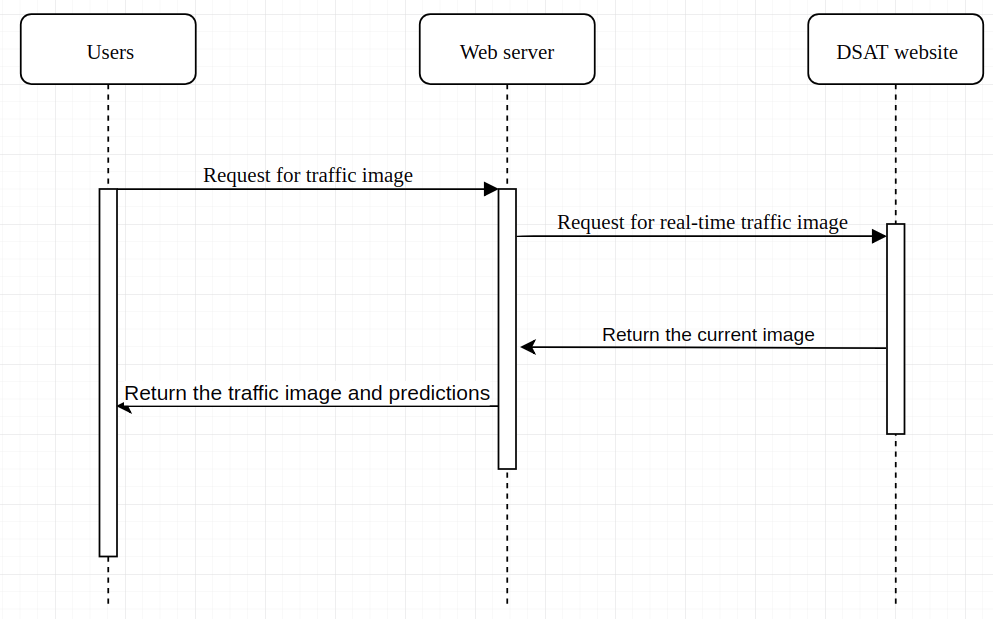 Users
Web server
DSAT website
Request for traffic image
Request for real-time traffic image
Return the current image
Return the traffic image and predictions